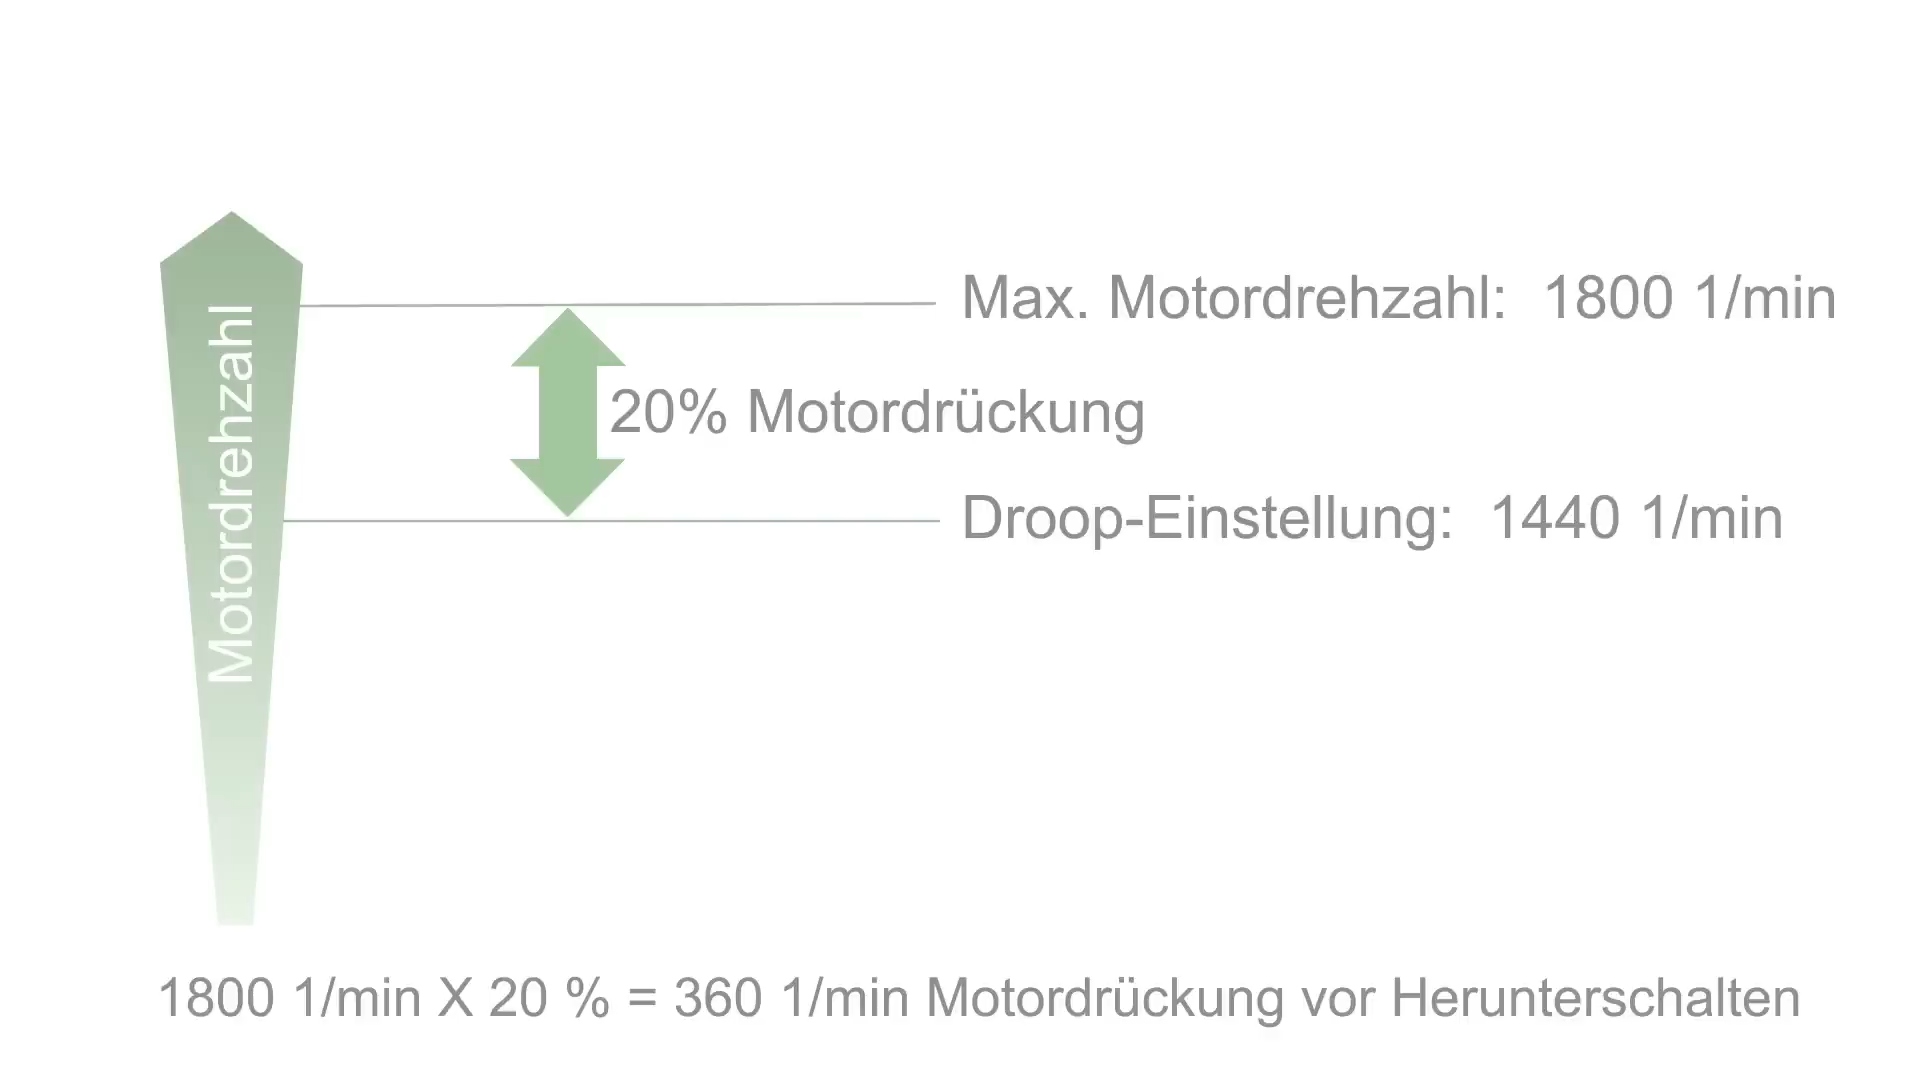 Motordrehzahl
Max. Motordrehzahl: 1800 1/min
20% Motordrückung
Droop-Einstellung: 1440 1/min
1800 1/min X 20 % = 360 1/min Motordrückung vor Herunterschalten